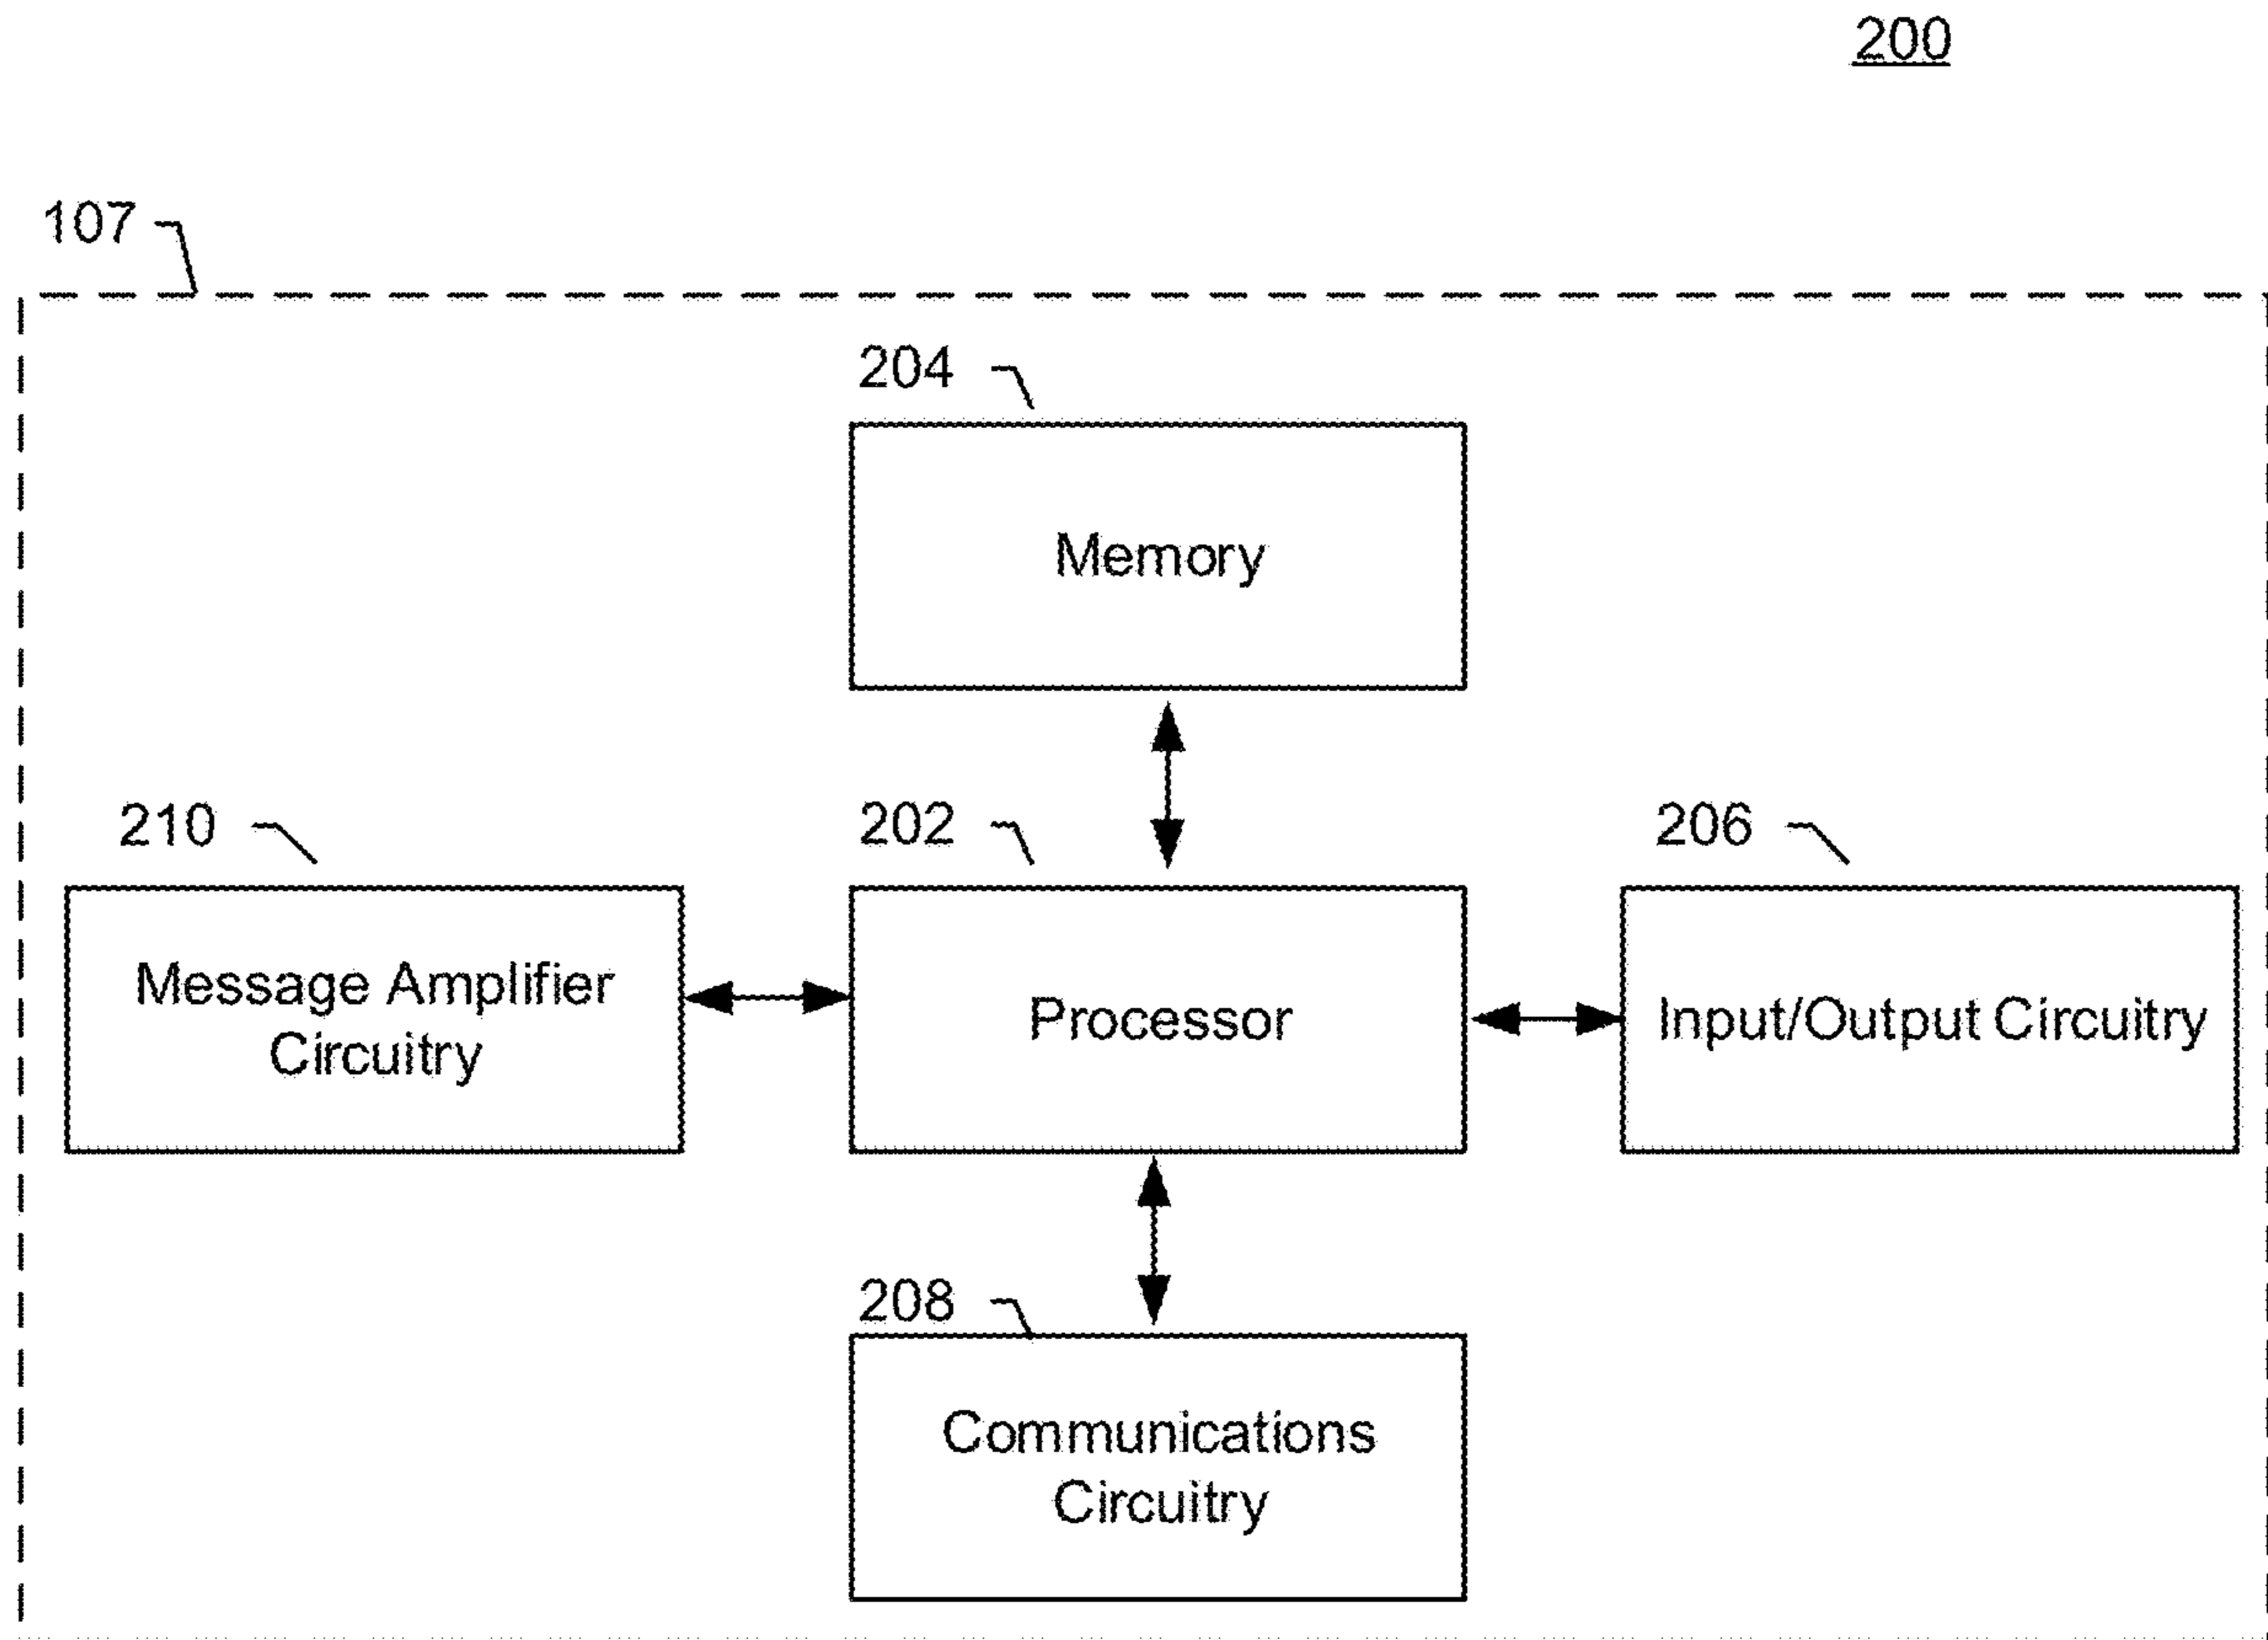 200
107
204
Memory
210
202
206
Message Amplifier
Circuitry
Processor
Input/Output Circuitry
208
Communications
Circuitry